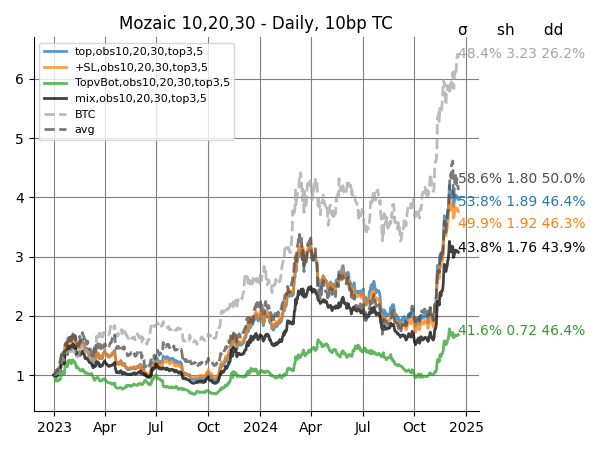 Mozaic 10,20,30 - Daily, 10bp TC
σ sh dd
top,obs10,20,30,top3,5
+SL,obs10,20,30,top3,5
TopvBot,obs10,20,30,top3,5
mix,obs10,20,30,top3,5
BTC
avg
48.4% 3.23 26.2%
58.6% 1.80 50.0%
53.8% 1.89 46.4%
49.9% 1.92 46.3%
43.8% 1.76 43.9%
41.6% 0.72 46.4%
6
5
4
3
2
1
2023 Apr Jul Oct 2024 Apr Jul Oct 2025